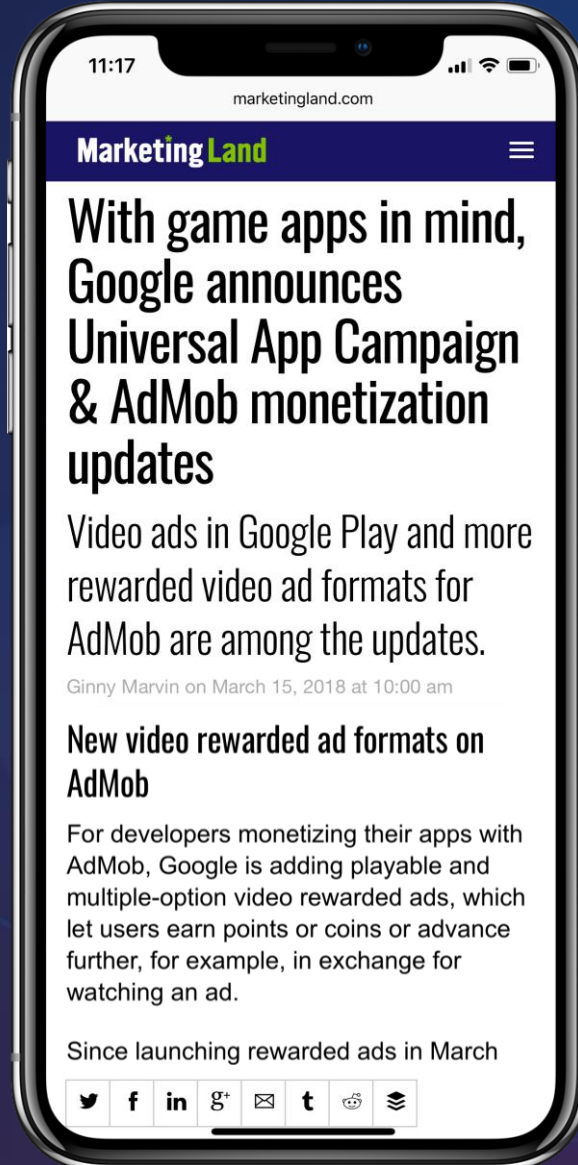 11:17
marketingland.com
Marketing Land
With game apps in mind,
Google announces
Universal App Campaign
& AdMob monetization
updates
Video ads in Google Play and more
rewarded video ad formats for
AdMob are among the updates.
Ginny Marvin on March 15, 2018 at 10:00 am
New video rewarded ad formats on
AdMob
For developers monetizing their apps with
AdMob, Google is adding playable and
multiple-option video rewarded ads, which
let users earn points or coins or advance
further, for example, in exchange for
watching an ad.
Since launching rewarded ads in March
f in g+ t